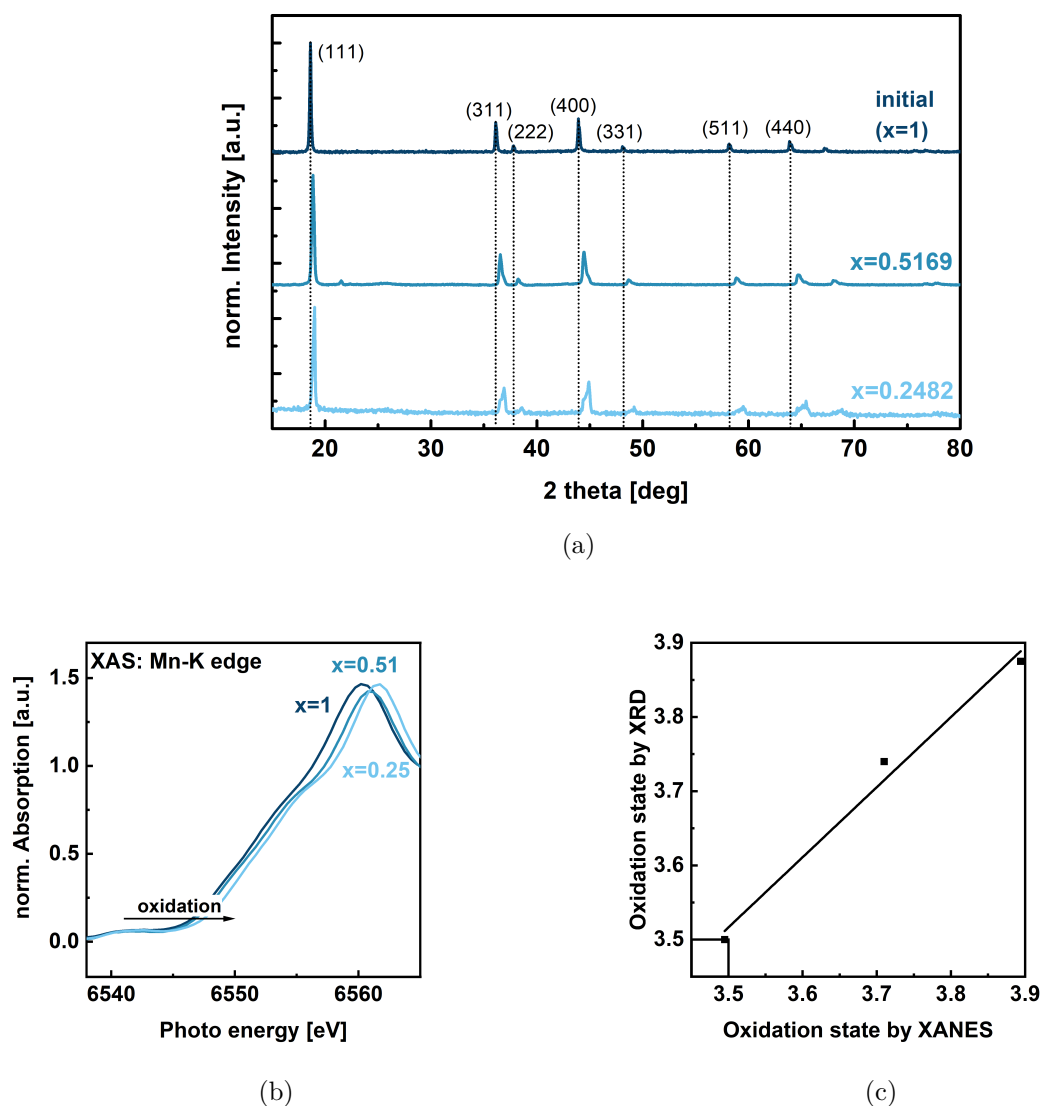 norm. Intensity [a.u.]
(111)
(311)
(222)
(400)
(331)
(511)
(440)
initial
(x=1)
x=0.5169
x=0.2482
20 30 40 50 60 70 80
2 theta [deg]
(a)
norm. Absorption [a.u.]
1.5
1.0
0.5
0.0
XAS: Mn-K edge
x=0.51
x=1
x=0.25
oxidation
6540 6550 6560
Photo energy [eV]
(b)
Oxidation state by XRD
3.9
3.8
3.7
3.6
3.5
3.5 3.6 3.7 3.8 3.9
Oxidation state by XANES
(c)